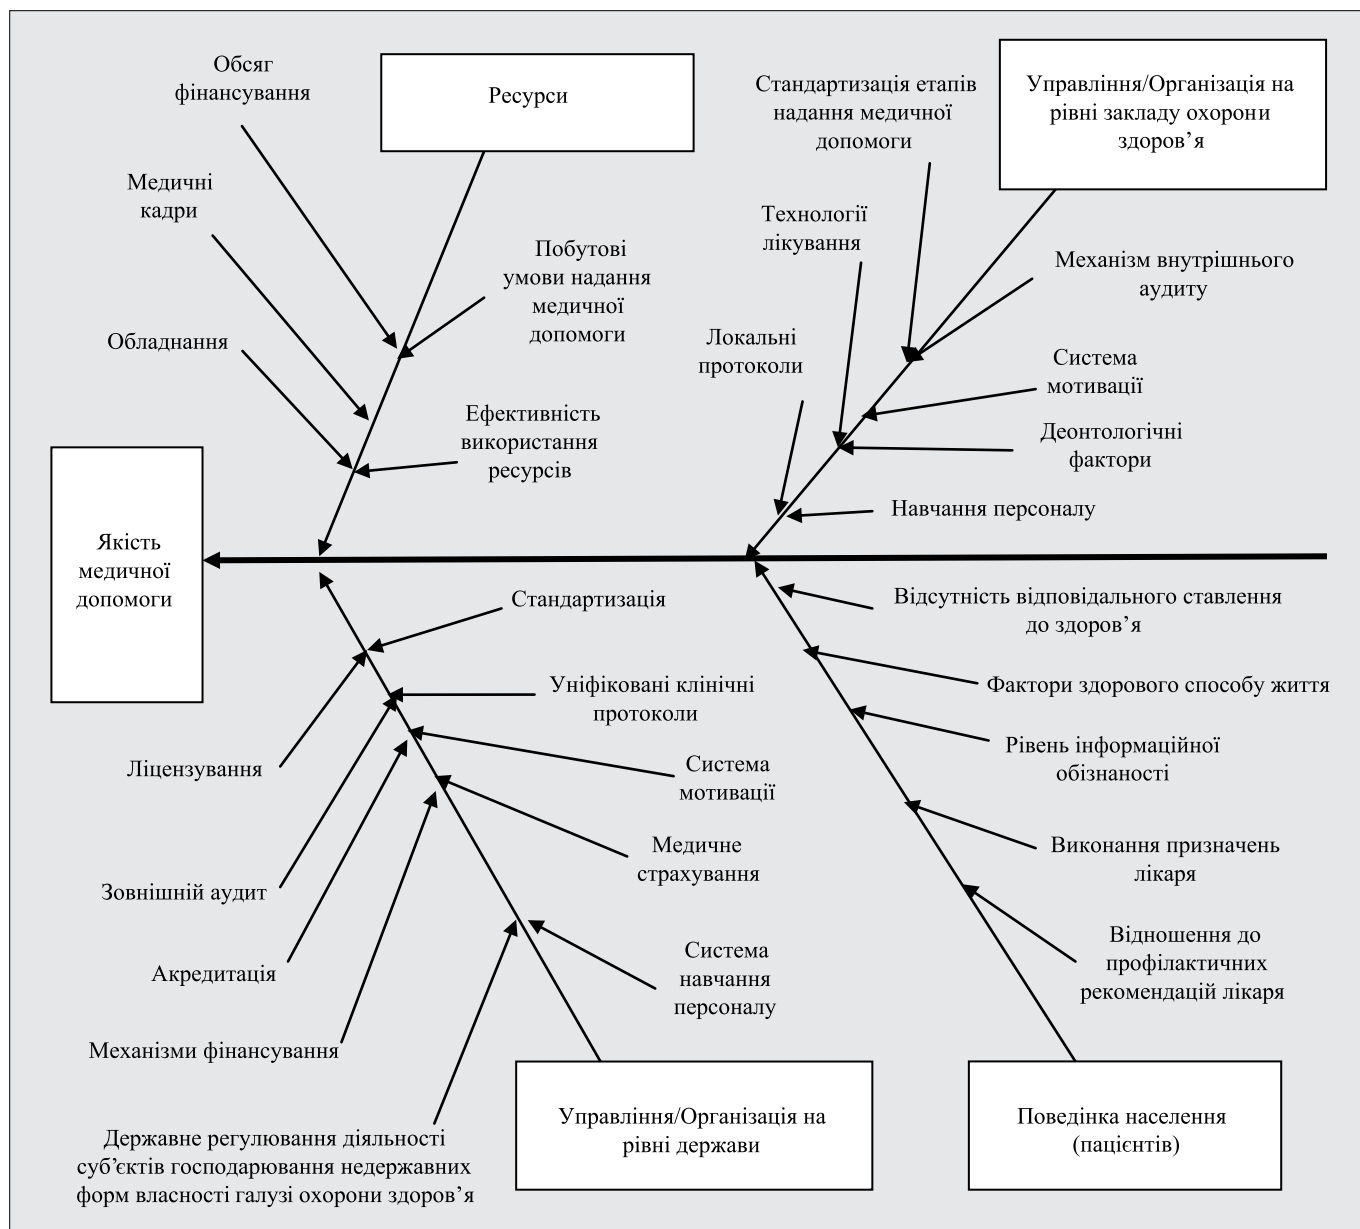 Обсяг
фінансування
Ресурси
Стандартизація етапів
надання медичної
допомоги
Управління/Організація на
рівні закладу охорони
здоров’я
Медичні
кадри
Технології
лікування
Побутові
умови надання
медичної
допомоги
Механізм внутрішнього
аудиту
Обладнання
Локальні
протоколи
Система
мотивації
Ефективність
використання
ресурсів
Деонтологічні
фактори
Навчання персоналу
Якість
медичної
допомоги
Стандартизація
Відсутність відповідального ставлення
до здоров’я
Уніфіковані клінічні
протоколи
Фактори здорового способу життя
Ліцензування
Система
мотивації
Рівень інформаційної
обізнаності
Медичне
страхування
Виконання призначень
лікаря
Зовнішній аудит
Акредитація
Система
навчання
персоналу
Відношення до
профілактичних
рекомендацій лікаря
Механізми фінансування
Державне регулювання діяльності
суб’єктів господарювання недержавних
форм власності галузі охорони здоров’я
Управління/Організація на
рівні держави
Поведінка населення
(пацієнтів)